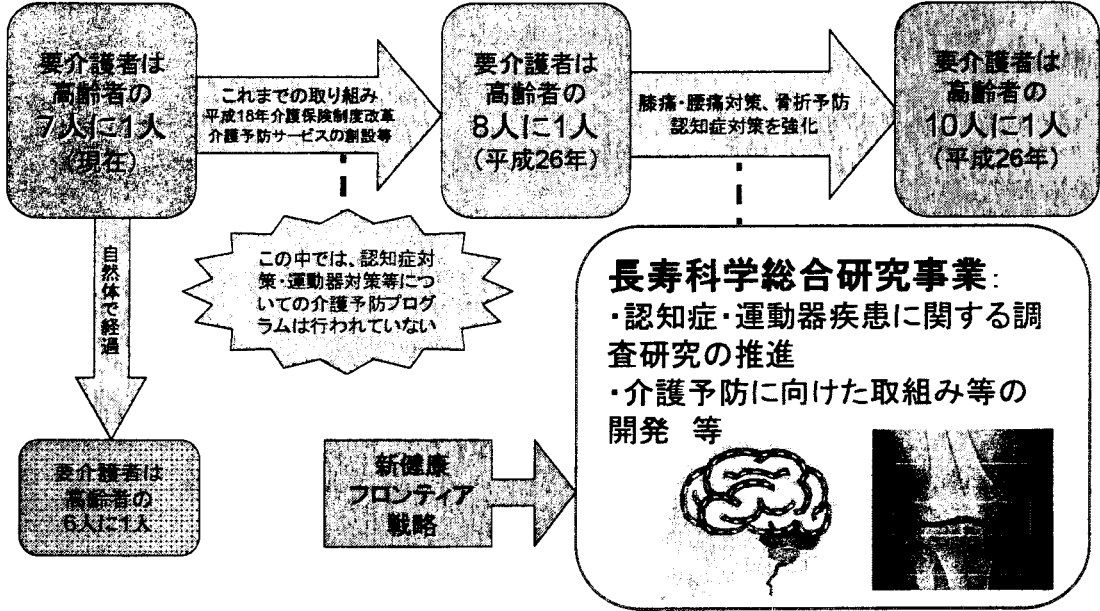 要介護者は
高齢者の
7人に1人
(現在)
これまでの取り組み
平成18年介護保険制度改革
介護予防サービスの創設等
要介護者は
高齢者の
8人に1人
(平成26年)
膝痛・腰痛対策、骨折予防
認知症対策を強化
要介護者は
高齢者の
10人に1人
(平成26年)
自然体で経過
この中では、認知症対
策・運動器対策等につ
いての介護予防プログ
ラムは行われていない
長寿科学総合研究事業:
・認知症・運動器疾患に関する調
査研究の推進
・介護予防に向けた取組み等の
開発 等
要介護者は
高齢者の
6人に1人
新健康
フロンティア
戦略